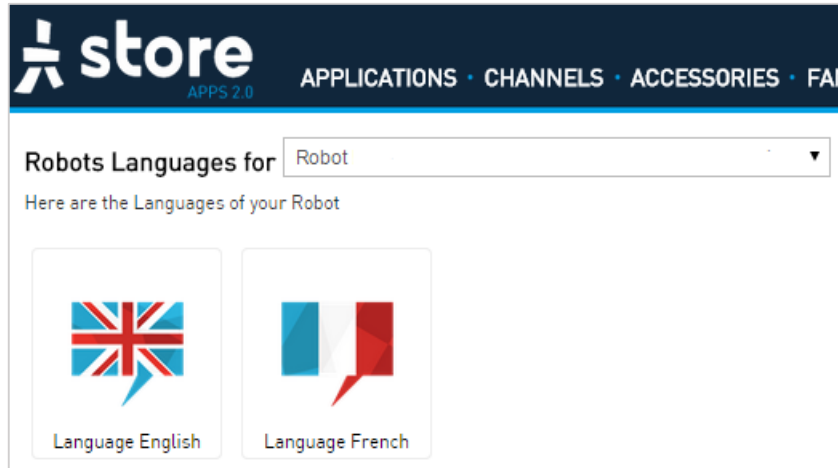 store
APPS 2.0
APPLICATIONS · CHANNELS · ACCESSORIES ·
Robots Languages for Robot
Here are the Languages of your Robot
Language English
Language French